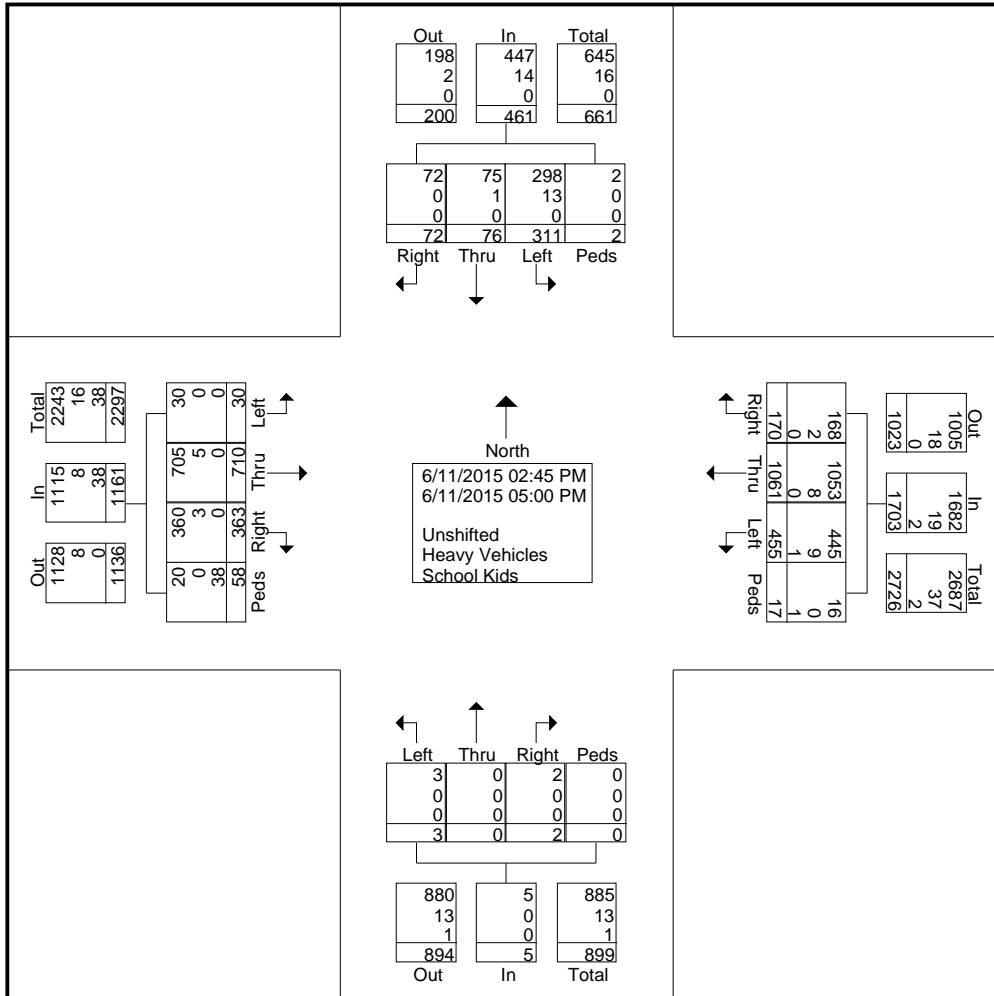 Out In Total
198 447 645
2 14 16
0 0 0
200 461 661
72 75 298 2
0 1 13 0
0 0 0 0
72 76 311 2
Right Thru Left Peds
Total
2243
16
38
2297
In
1115
8
38
1161
Out
1128
8
0
1136
Left
30
0
0
30
Thru
705
5
0
710
Right
360
3
0
363
Peds
20
0
38
58
North
6/11/2015 02:45 PM
6/11/2015 05:00 PM
Unshifted
Heavy Vehicles
School Kids
Right
168
2
0
170
Thru
1053
8
0
1061
Left
445
9
1
455
Peds
16
0
1
17
Out
1005
18
0
1023
In
1682
19
2
1703
Total
2687
37
2
2726
Left Thru Right Peds
3 0 2 0
0 0 0 0
0 0 0 0
3 0 2 0
880 5 885
13 0 13
1 0 1
894 5 899
Out In Total